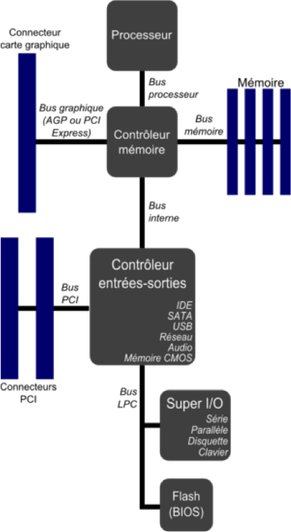 Connecteur
carte graphique
Processeur
Bus
processeur
Mémoire
Bus graphique
(AGP ou PCI
Express)
Contrôleur
mémoire
Bus
mémoire
Bus
interne
Contrôleur
entrées-sorties
IDE
SATA
USB
Réseau
Audio
Mémoire CMOS
Bus
PCI
Connecteurs
PCI
Bus
LPC
Super I/O
Série
Parallèle
Disquette
Clavier
Flash
(BIOS)